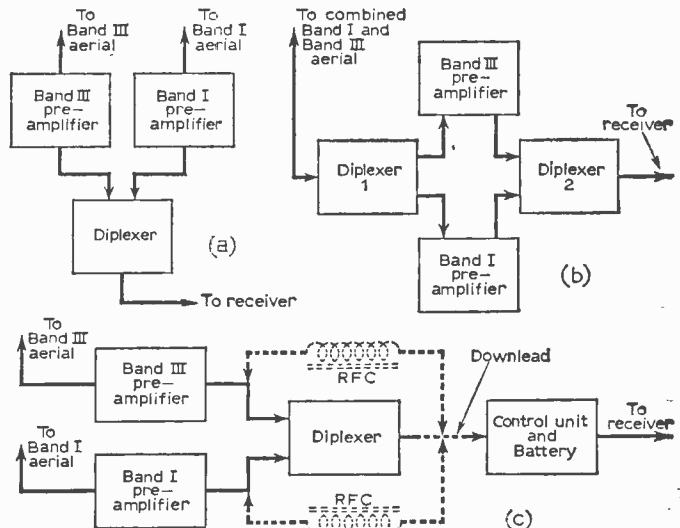 To
Band III
aerial
To
Band I
aerial
Band III
pre-
amplifier
Band I
pre-
amplifier
Diplexer
(a)
To receiver
To combined
Band I and
Band III
aerial
Band III
pre-
amplifier
Diplexer
1
Diplexer
2
To
receiver
Band I
pre-
amplifier
(b)
To
Band III
aerial
Band III
pre-
amplifier
RFC
Downlead
To
Band I
aerial
Band I
pre-
amplifier
Diplexer
Control unit
and
Battery
To
receiver
RFC
(c)